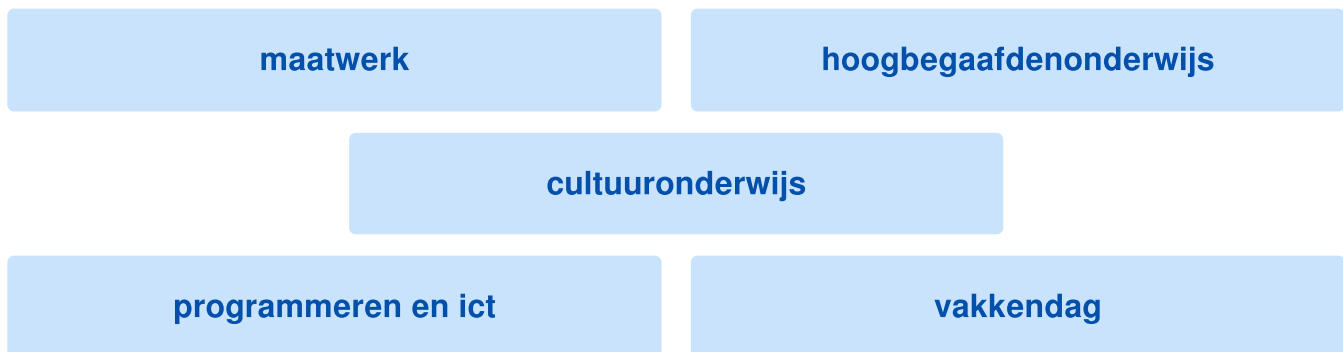 maatwerk
hoogbegaafdenonderwijs
cultuuronderwijs
programmeren en ict
vakkendag